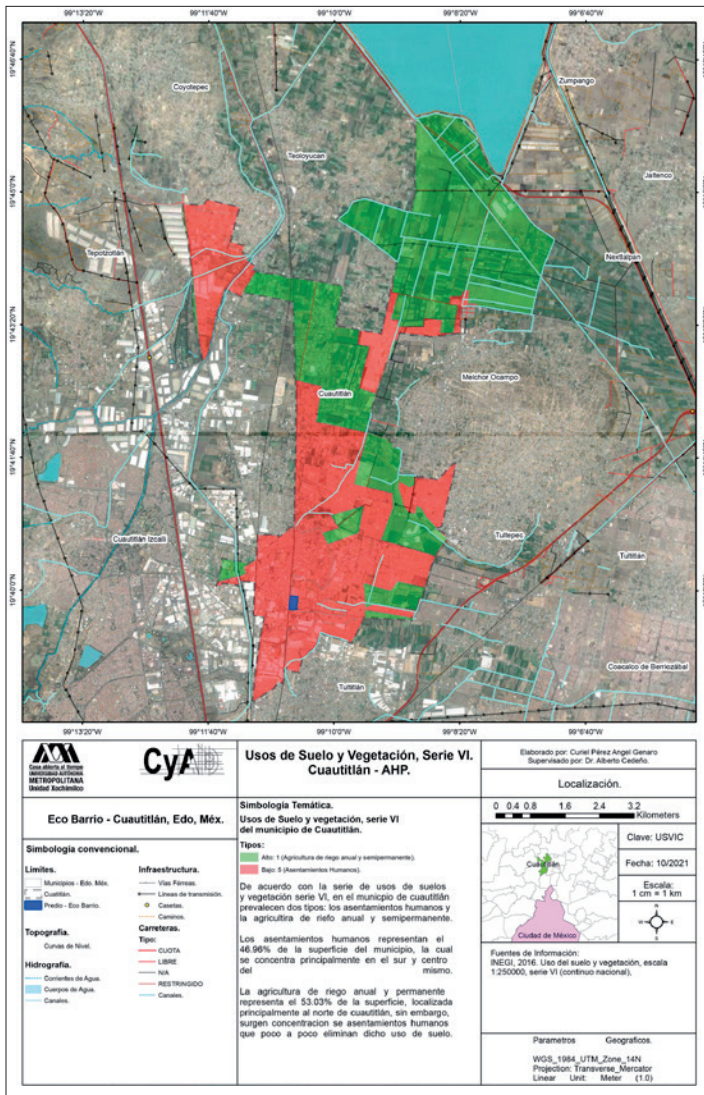 99°13'20"W 99°11'40"W 99°10'0"W 99°8'20"W 99°6'40"W
19°46'40"N
19°45'0"N
19°43'20"N
19°41'40"N
19°40'0"N
Coyotepec
Zumpango
Teoloyucan
Jaltenco
Tepotzotlán
Nextlalpan
Melchor Ocampo
Cuautitlán
Cuautitlán Izcalli
Tultepec
Tultitlán
Coacalco de Berriozábal
Tultitlán
99°13'20"W 99°11'40"W 99°10'0"W 99°8'20"W 99°6'40"W
Casa abierta al tiempo
UNIVERSIDAD AUTÓNOMA
METROPOLITANA
Unidad Xochimilco
CyAD
Eco Barrio - Cuautitlán, Edo, Méx.
Simbología convencional.
Límites.
Municipios - Edo. Méx.
Cuatitlán.
Predio - Eco Barrio.
Topografía.
Curvas de Nivel.
Hidrografía.
Corrientes de Agua.
Cuerpos de Agua.
Canales.
Infraestructura.
Vías Férreas.
Líneas de transmisión.
Casetas.
Caminos.
Carreteras.
Tipo:
CUOTA
LIBRE
N/A
RESTRINGIDO
Canales.
Usos de Suelo y Vegetación, Serie VI.
Cuautitlán - AHP.
Simbología Temática.
Usos de Suelo y vegetación, serie VI
del municipio de Cuautitlán.
Tipos:
Alto: 1 (Agricultura de riego anual y semipermanente).
Bajo: 5 (Asentamientos Humanos).
De acuerdo con la serie de usos de suelos
y vegetación serie VI, en el municpio de cuautitlán
prevalecen dos tipos: los asentamientos humanos y
la agricultira de riefo anual y semipermanente.
Los asentamientos humanos representan el
46.96% de la superficie del municipio, la cual
se concentra principalmente en el sur y centro
del mismo.
La agricultura de riego anual y permanente
representa el 53.03% de la superficie, localizada
principalmente al norte de cuautitlán, sin embargo,
surgen concentracion se asentamientos humanos
que poco a poco eliminan dicho uso de suelo.
Elaborado por: Curiel Pérez Angel Genaro
Supervisado por: Dr. Alberto Cedeño.
Localización.
0 0.4 0.8 1.6 2.4 3.2
Kilometers
Cuautitlán
Ciudad de México
Clave: USVIC
Fecha: 10/2021
Escala:
1 cm = 1 km
N
W E
S
Fuentes de Información:
INEGI, 2016. Uso del suelo y vegetación, escala
1:250000, serie VI (continuo nacional),
Parametros Geograficos.
WGS_1984_UTM_Zone_14N
Projection: Transverse_Mercator
Linear Unit: Meter (1.0)